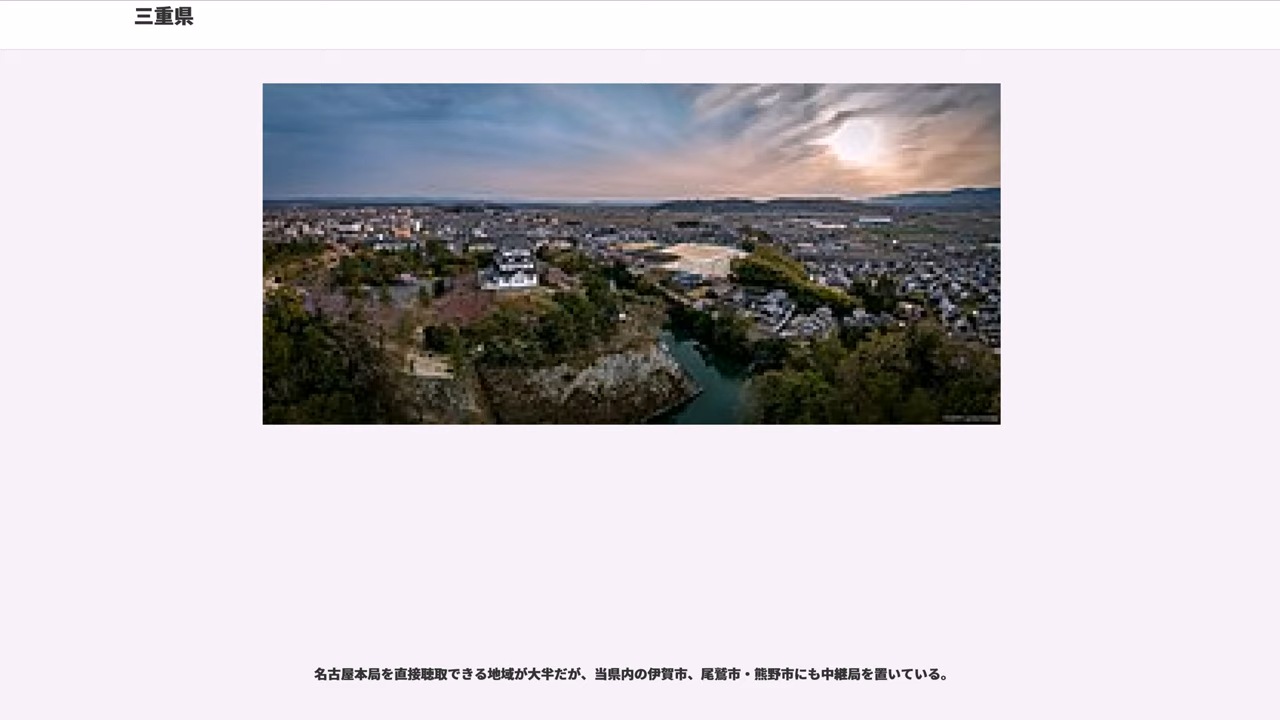 三重県
名古屋本局を直接聴取できる地域が大半だが、当県内の伊賀市、尾鷲市・熊野市にも中継局を置いている。